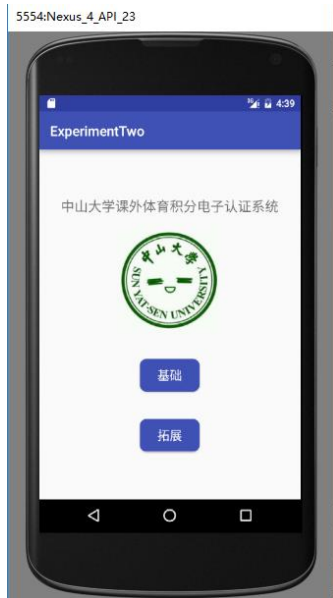 5554:Nexus_4_API_23
3G 4:39
ExperimentTwo
中山大学课外体育积分电子认证系统
中山大学
SUN YAT-SEN UNIVERSITY
基础
拓展